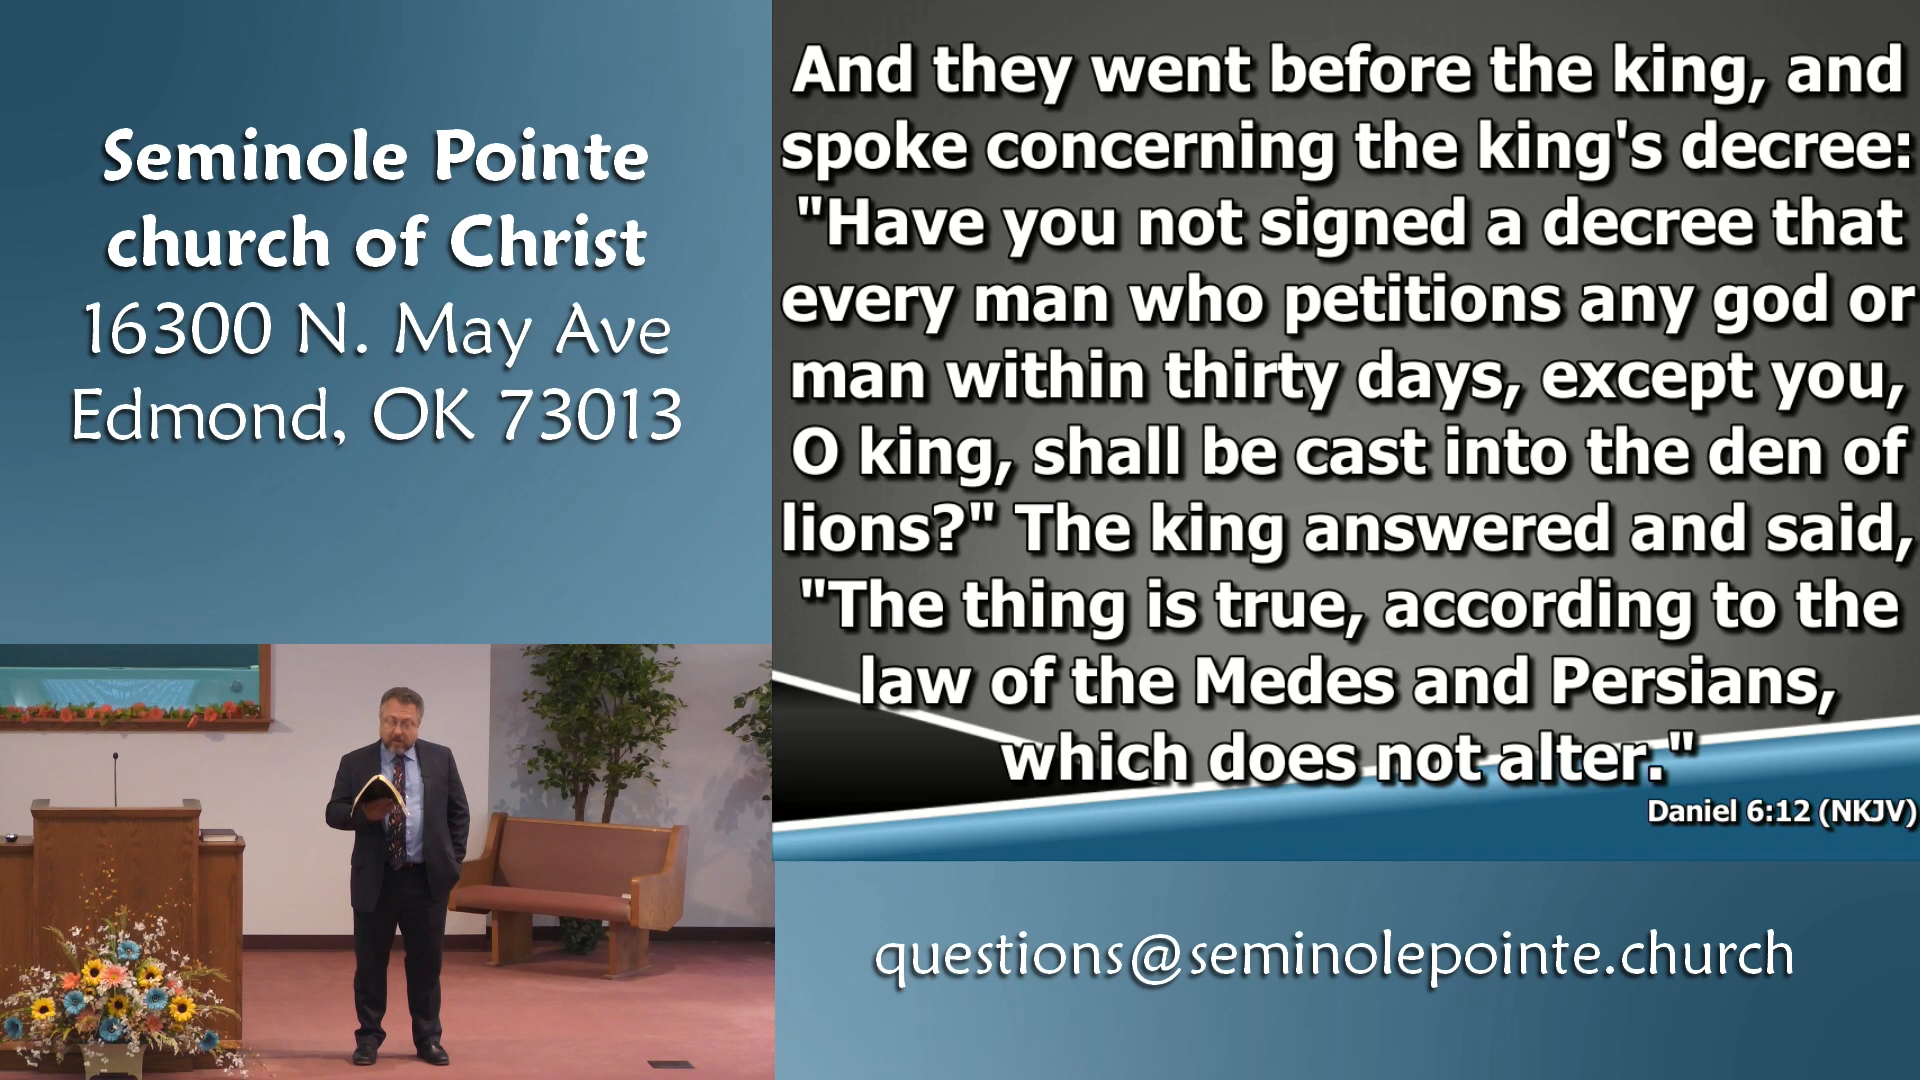 Seminole Pointe
church of Christ
16300 N. May Ave
Edmond, OK 73013
And they went before the king, and
spoke concerning the king's decree:
"Have you not signed a decree that
every man who petitions any god or
man within thirty days, except you,
O king, shall be cast into the den of
lions?" The king answered and said,
"The thing is true, according to the
law of the Medes and Persians,
which does not alter."
Daniel 6:12 (NKJV)
questions@seminolepointe.church